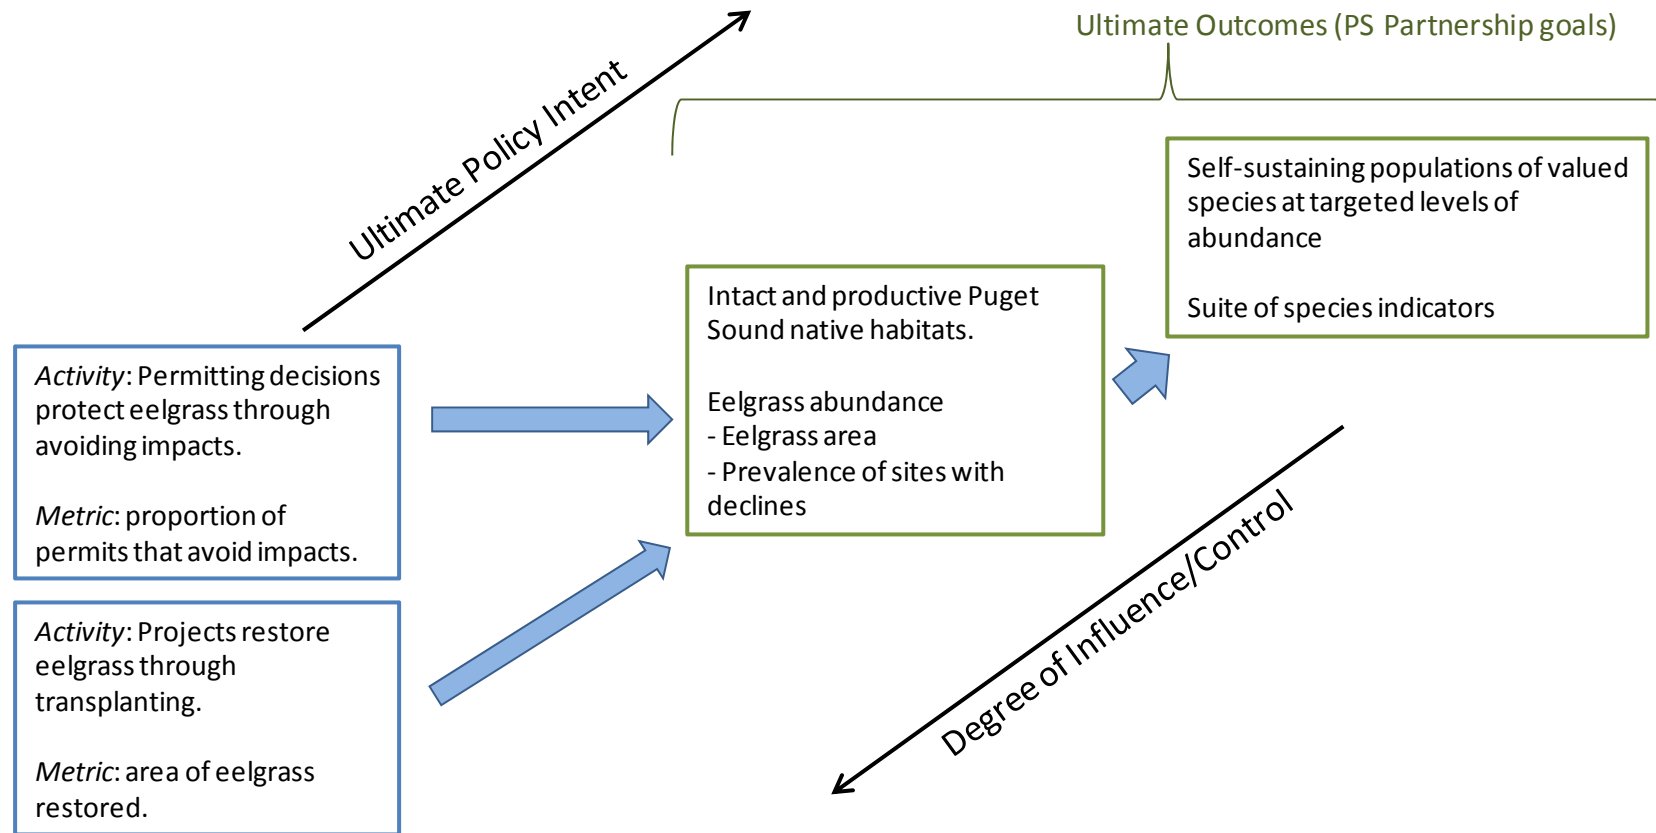 Ultimate Outcomes (PS Partnership goals)
Ultimate Policy Intent
Self-sustaining populations of valued
species at targeted levels of
abundance
Suite of species indicators
Intact and productive Puget
Sound native habitats.
Eelgrass abundance
- Eelgrass area
- Prevalence of sites with
declines
Activity: Permitting decisions
protect eelgrass through
avoiding impacts.
Metric: proportion of
permits that avoid impacts.
Activity: Projects restore
eelgrass through
transplanting.
Metric: area of eelgrass
restored.
Degree of Influence/Control